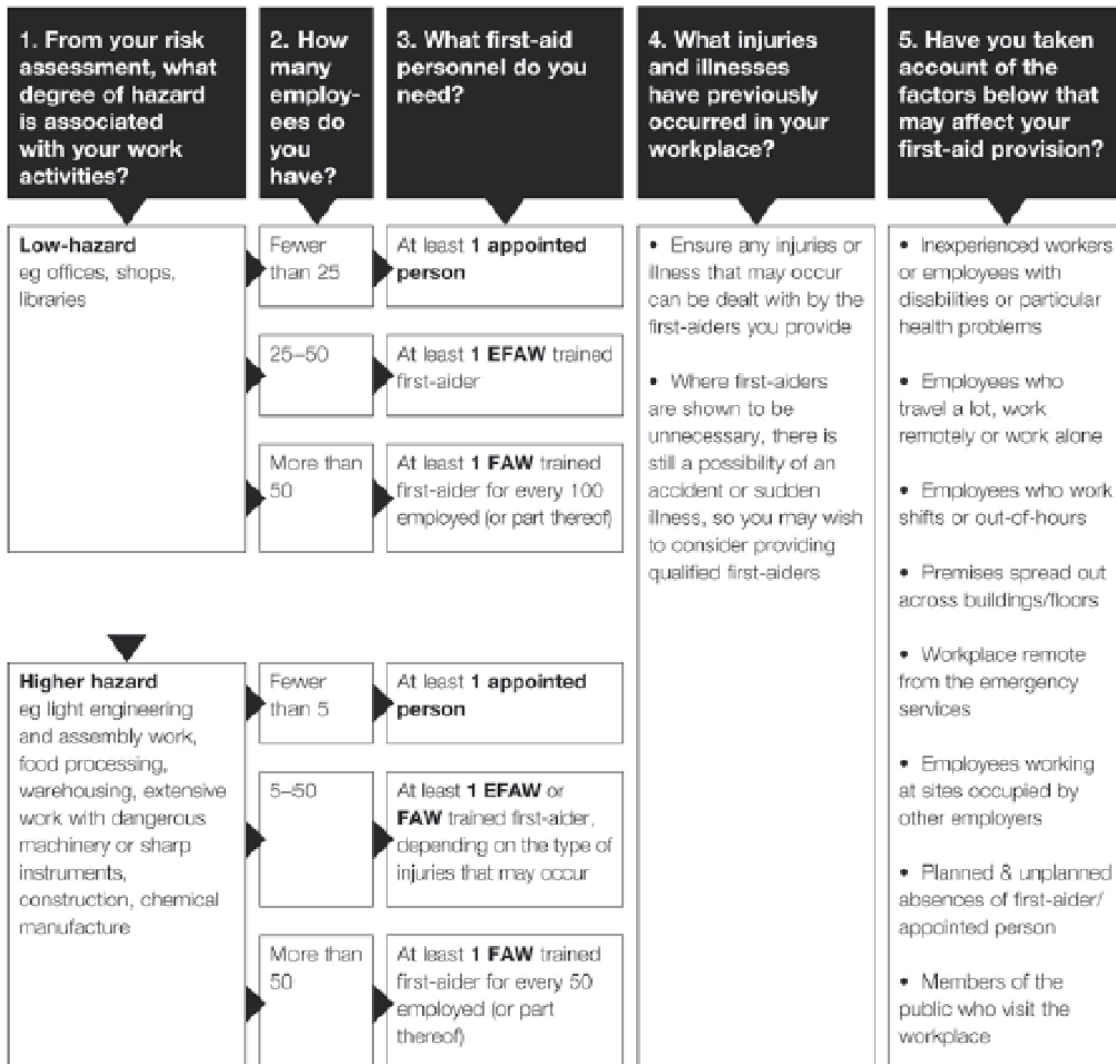 1. From your risk
assessment, what
degree of hazard
is associated
with your work
activities?
2. How
many
employ-
ees do
you
have?
3. What first-aid
personnel do you
need?
4. What injuries
and illnesses
have previously
occurred in your
workplace?
5. Have you taken
account of the
factors below that
may affect your
first-aid provision?
Low-hazard
eg offices, shops,
libraries
Fewer
than 25
At least 1 appointed
person
25–50
At least 1 EFAW trained
first-aider
More than
50
At least 1 FAW trained
first-aider for every 100
employed (or part thereof)
Higher hazard
eg light engineering
and assembly work,
food processing,
warehousing, extensive
work with dangerous
machinery or sharp
instruments,
construction, chemical
manufacture
Fewer
than 5
At least 1 appointed
person
5–50
At least 1 EFAW or
FAW trained first-aider,
depending on the type of
injuries that may occur
More than
50
At least 1 FAW trained
first-aider for every 50
employed (or part
thereof)
• Ensure any injuries or
illness that may occur
can be dealt with by the
first-aiders you provide
• Where first-aiders
are shown to be
unnecessary, there is
still a possibility of an
accident or sudden
illness, so you may wish
to consider providing
qualified first-aiders
• Inexperienced workers
or employees with
disabilities or particular
health problems
• Employees who
travel a lot, work
remotely or work alone
• Employees who work
shifts or out-of-hours
• Premises spread out
across buildings/floors
• Workplace remote
from the emergency
services
• Employees working
at sites occupied by
other employers
• Planned & unplanned
absences of first-aider/
appointed person
• Members of the
public who visit the
workplace